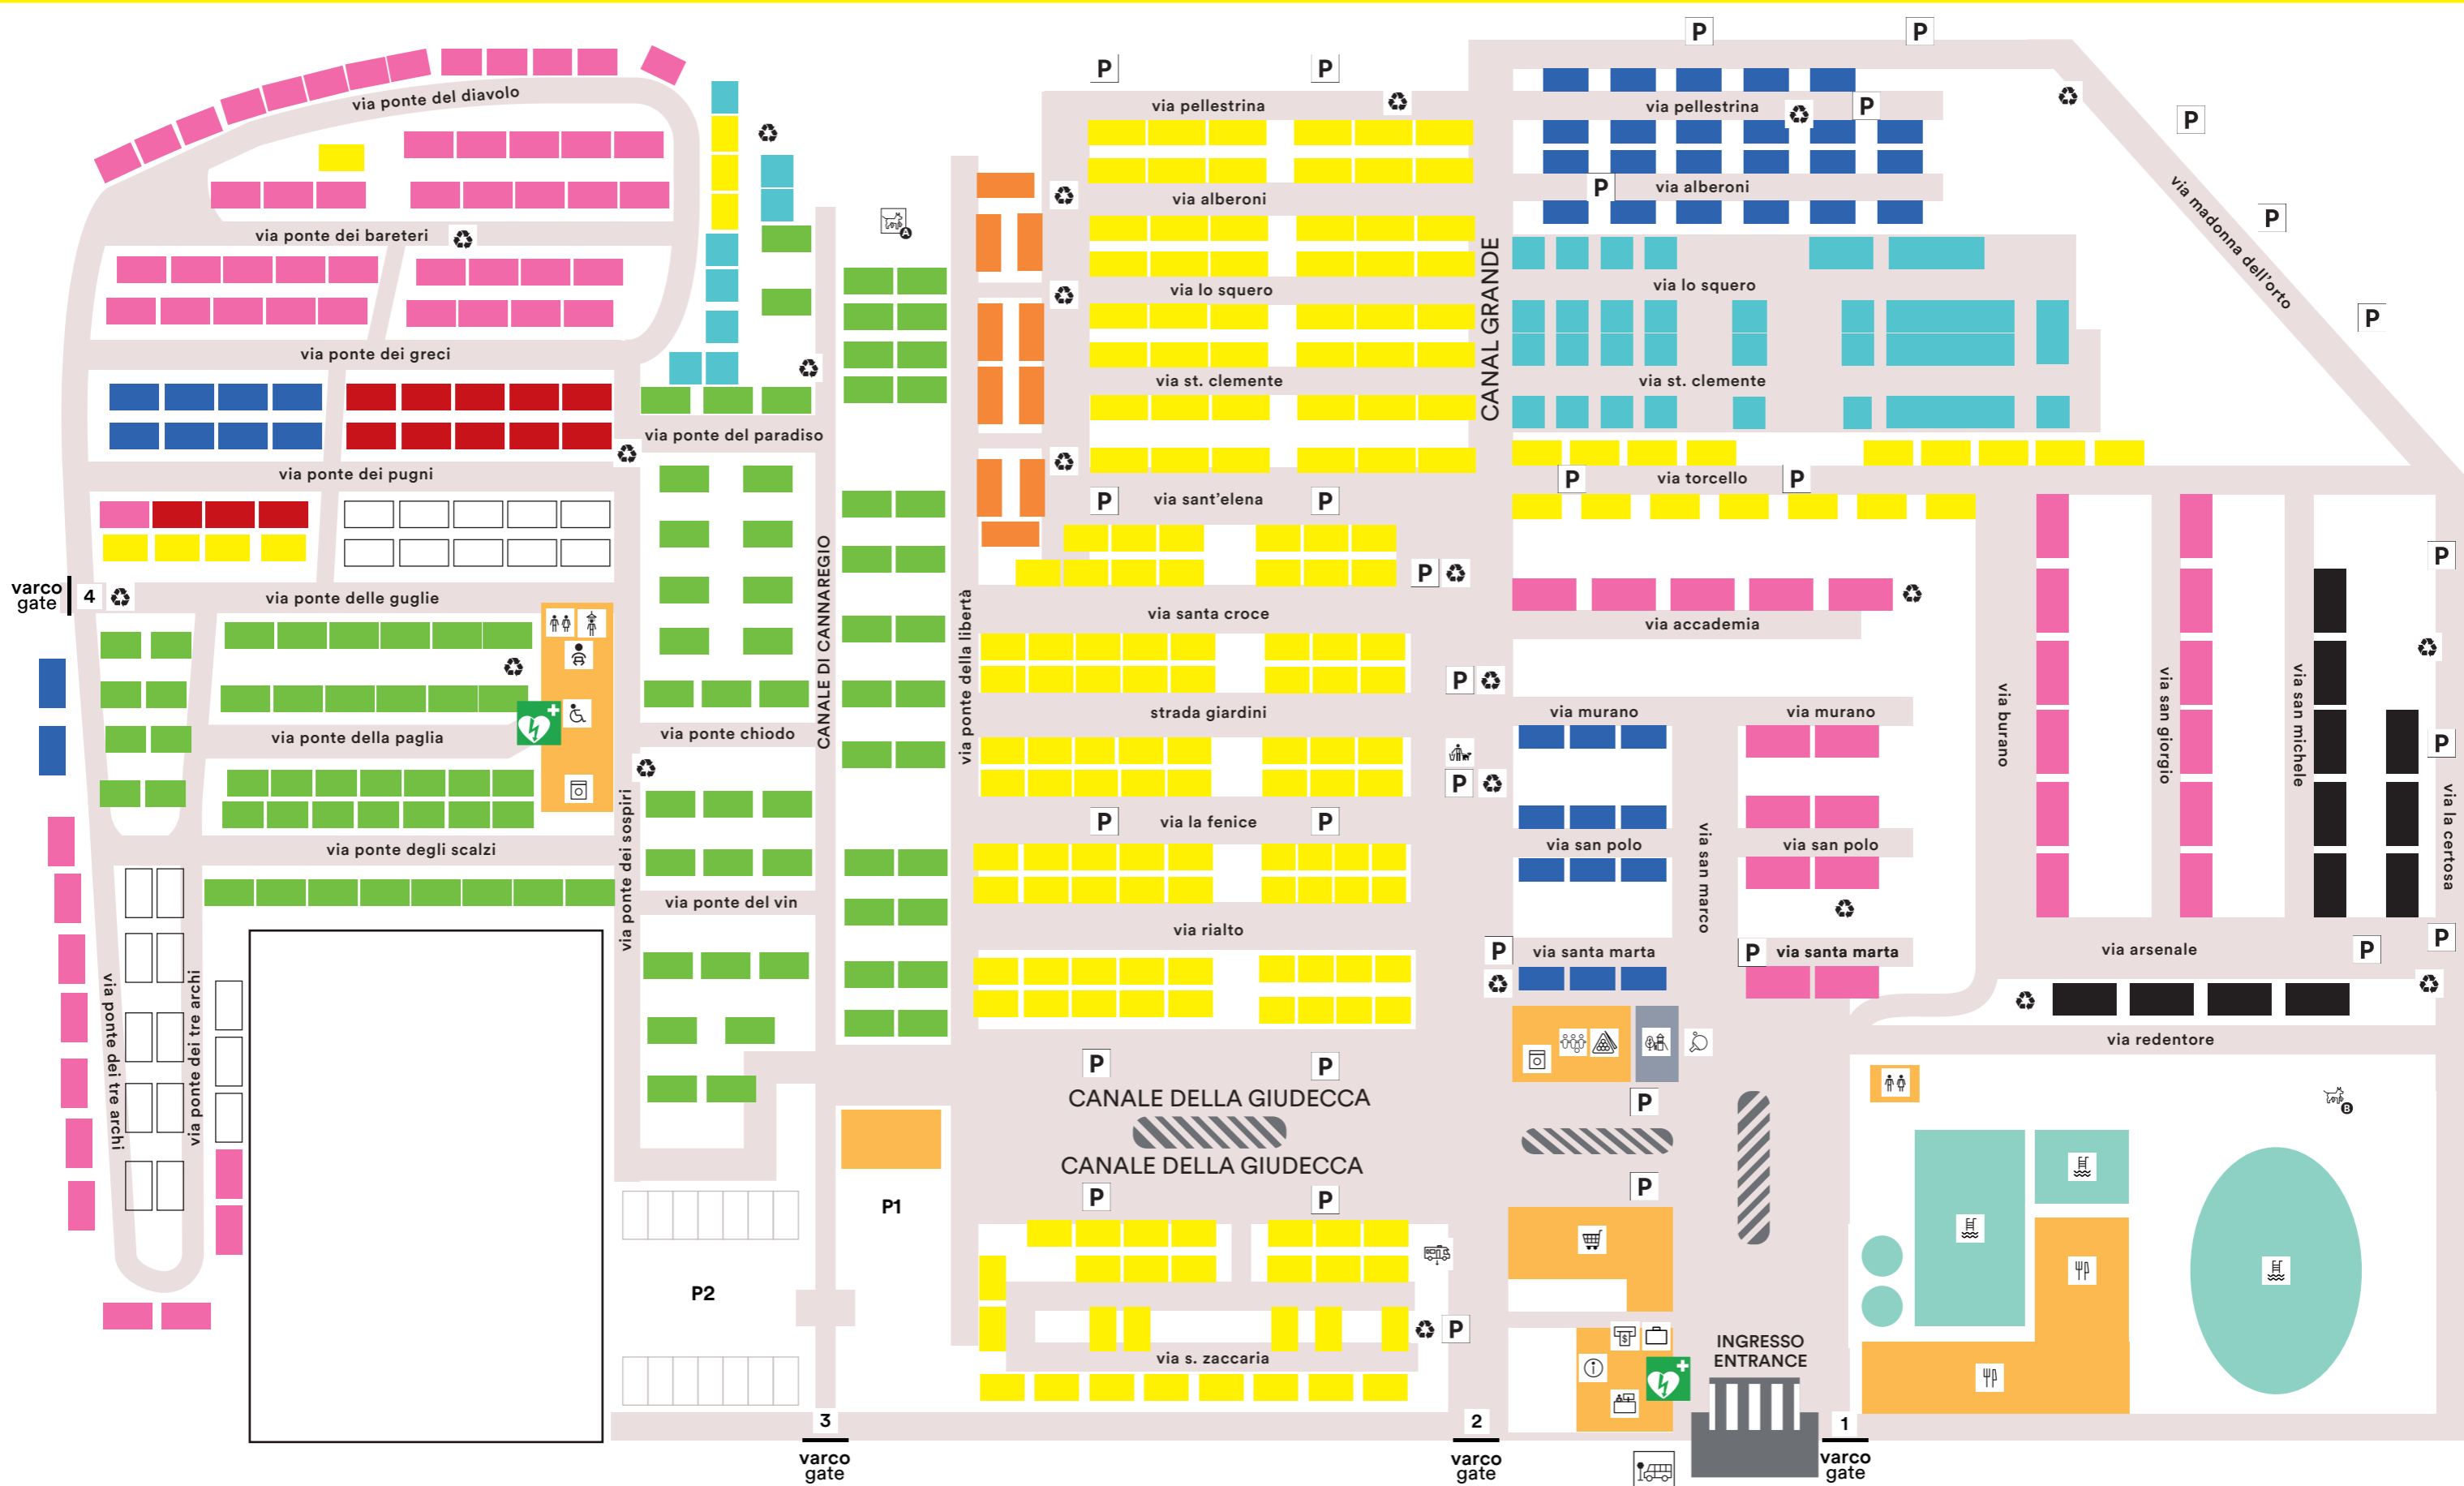 P
P
P
P
via ponte del diavolo
via pellestrina
via pellestrina
P
P
via madonna dell'orto
via alberoni
P
via alberoni
A
P
via ponte dei bareteri
CANAL GRANDE
via lo squero
via lo squero
P
via ponte dei greci
via st. clemente
via st. clemente
via ponte del paradiso
via ponte dei pugni
P
via sant'elena
P
P
via torcello
P
CANALE DI CANNAREGIO
via ponte della libertà
P
P
varco
gate
4
via ponte delle guglie
via santa croce
via accademia
P
via burano
via san giorgio
via san michele
via la certosa
via ponte della paglia
via ponte chiodo
strada giardini
via murano
via murano
P
P
via ponte dei sospiri
P
via la fenice
P
via san marco
via ponte degli scalzi
via san polo
via san polo
via ponte del vin
via rialto
P
via santa marta
P
via santa marta
via arsenale
P
P
via ponte dei tre archi
via ponte dei tre archi
via redentore
P
P
CANALE DELLA GIUDECCA
P
B
CANALE DELLA GIUDECCA
P
P
P
P1
P2
$
i
P
via s. zaccaria
INGRESSO
ENTRANCE
3
varco
gate
2
varco
gate
1
varco
gate